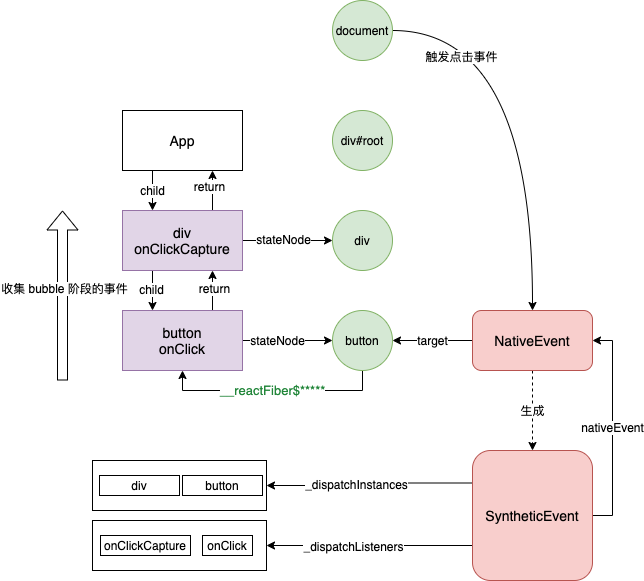 document
触发点击事件
App
div#root
child
return
div
onClickCapture
stateNode
div
收集 bubble 阶段的事件
child
return
button
onClick
stateNode
button
target
NativeEvent
__reactFiber$*****
生成
nativeEvent
div
button
_dispatchInstances
SyntheticEvent
onClickCapture
onClick
_dispatchListeners